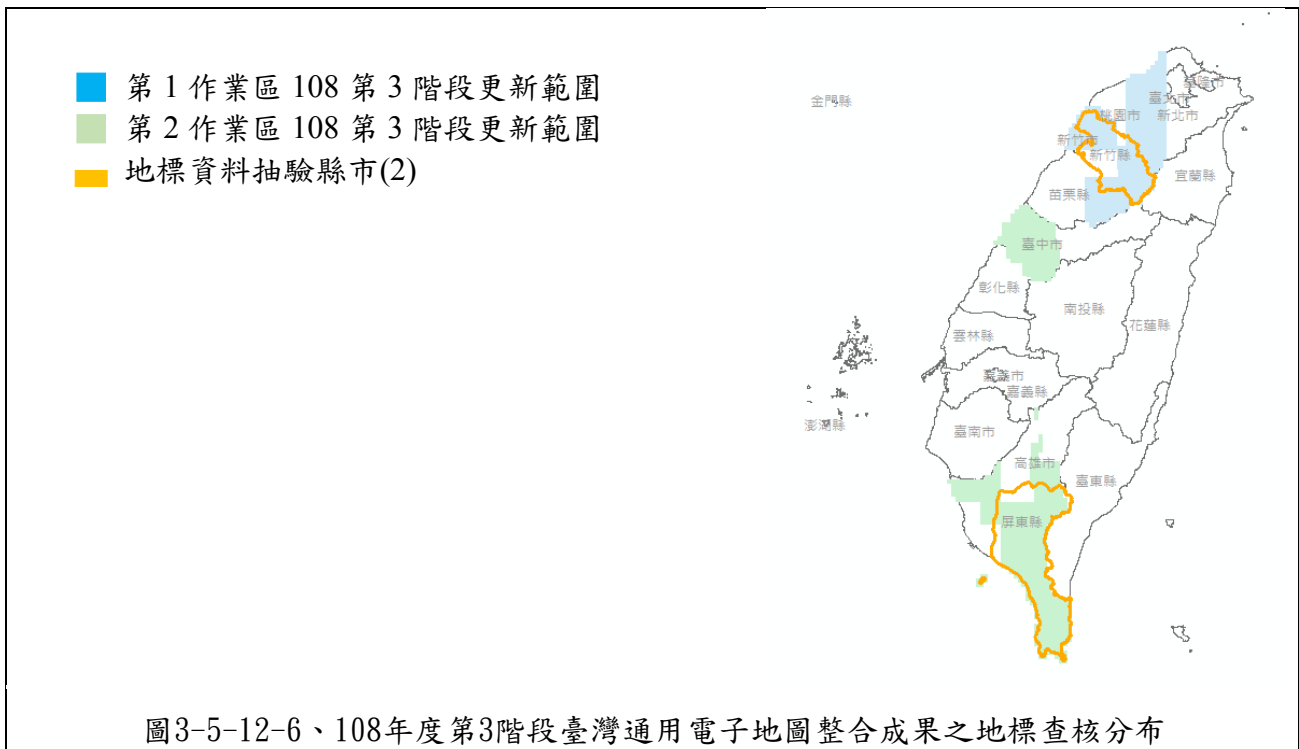 第 1 作業區 108 第 3 階段更新範圍
第 2 作業區 108 第 3 階段更新範圍
地標資料抽驗縣市(2)
金門縣
基隆市
臺北市
桃園市
新北市
新竹市
新竹縣
宜蘭縣
苗栗縣
臺中市
彰化縣
南投縣
花蓮縣
雲林縣
嘉義市
嘉義縣
澎湖縣
臺南市
高雄市
臺東縣
屏東縣
圖3-5-12-6、108年度第3階段臺灣通用電子地圖整合成果之地標查核分布